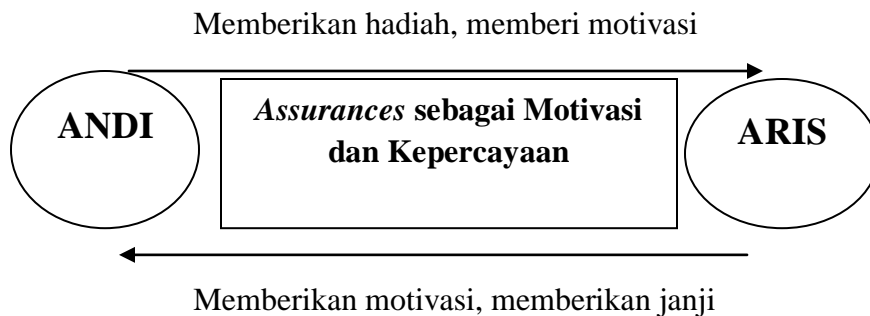 Memberikan hadiah, memberi motivasi
ANDI
Assurances sebagai Motivasi
dan Kepercayaan
ARIS
Memberikan motivasi, memberikan janji